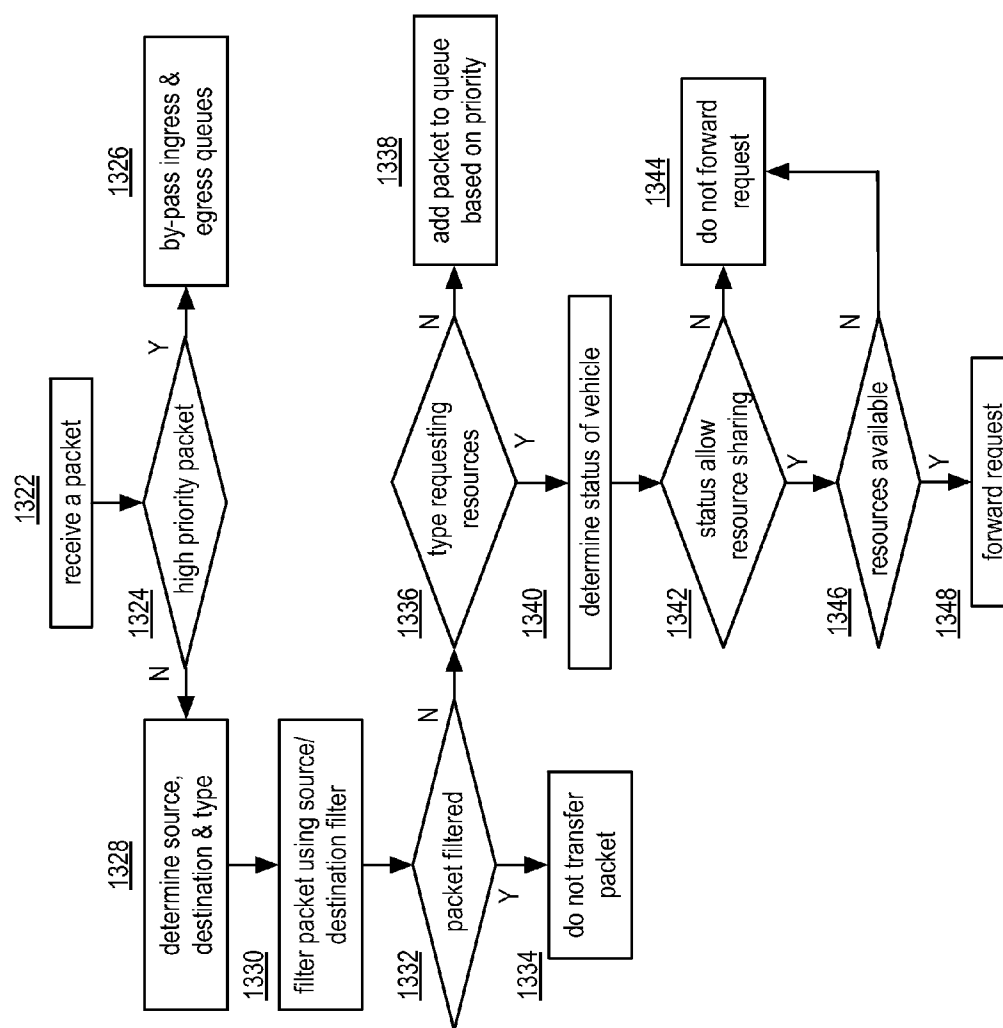 1322
receive a packet
1324
high priority packet
Y
N
1326
by-pass ingress &
egress queues
1328
determine source,
destination & type
1330
filter packet using source/
destination filter
1332
packet filtered
N
Y
1334
do not transfer
packet
1336
type requesting
resources
N
Y
1338
add packet to queue
based on priority
1340
determine status of vehicle
1342
status allow
resource sharing
N
Y
1344
do not forward
request
1346
resources available
N
Y
1348
forward request